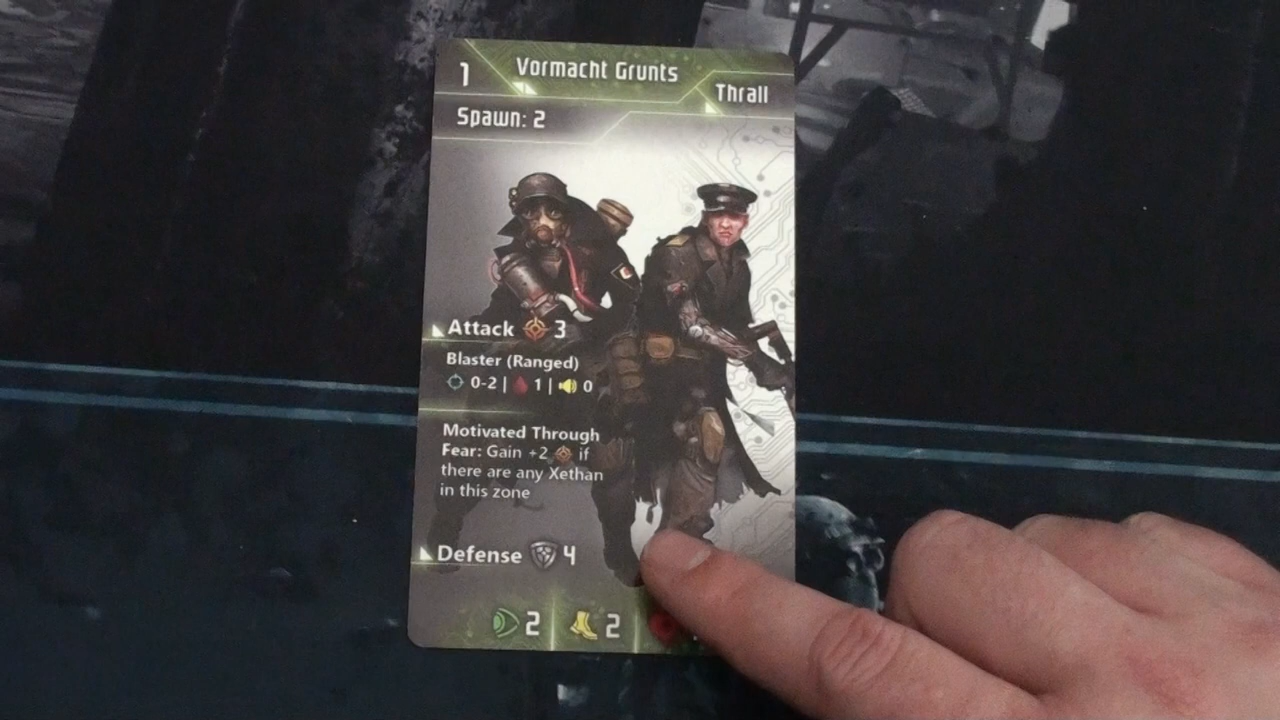 1
Vormacht Grunts
Thrall
Spawn: 2
Attack 3
Blaster (Ranged)
0-2 | 1 | 0
Motivated Through
Fear: Gain +2 if
there are any Xethan
in this zone
Defense 4
2 2